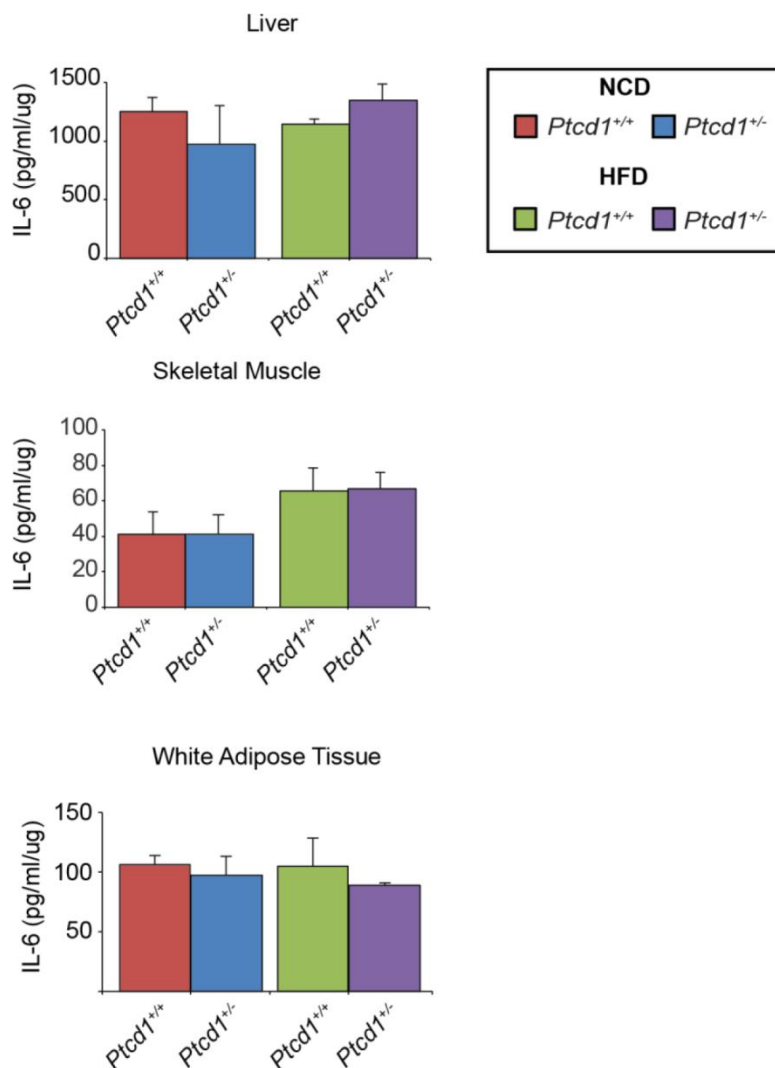 Liver
IL-6 (pg/ml/ug)
1500
1000
500
0
Ptcd1+/+
Ptcd1+/-
Ptcd1+/+
Ptcd1+/-
NCD
Ptcd1+/+ Ptcd1+/-
HFD
Ptcd1+/+ Ptcd1+/-
Skeletal Muscle
IL-6 (pg/ml/ug)
100
80
60
40
20
0
Ptcd1+/+
Ptcd1+/-
Ptcd1+/+
Ptcd1+/-
White Adipose Tissue
IL-6 (pg/ml/ug)
150
100
50
Ptcd1+/+
Ptcd1+/-
Ptcd1+/+
Ptcd1+/-